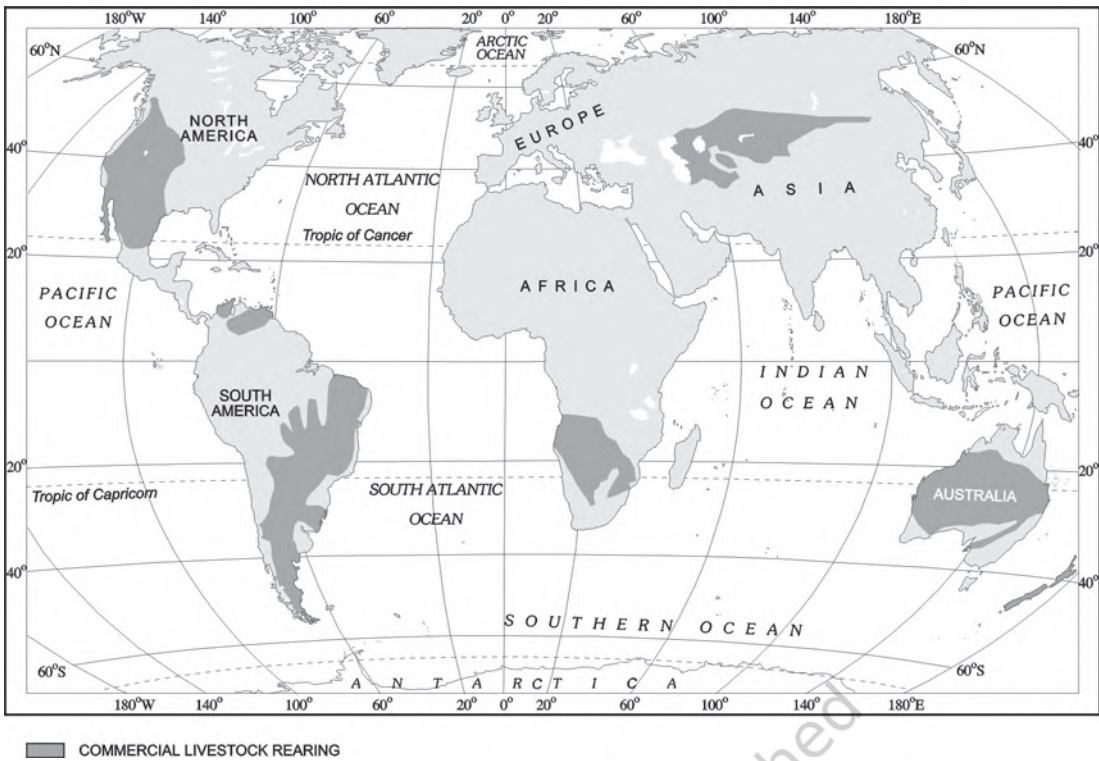 180°W 140° 100° 60° 20° 0° 20° 60° 100° 140° 180°E
ARCTIC
OCEAN
60°N 60°N
NORTH
AMERICA
EUROPE
40° 40°
ASIA
NORTH ATLANTIC
OCEAN
Tropic of Cancer
20° 20°
PACIFIC
OCEAN
AFRICA
PACIFIC
OCEAN
INDIAN
OCEAN
SOUTH
AMERICA
20° 20°
Tropic of Capricorn
SOUTH ATLANTIC
OCEAN
AUSTRALIA
40° 40°
SOUTHERN OCEAN
60°S 60°S
ANTARCTICA
180°W 140° 100° 60° 20° 0° 20° 60° 100° 140° 180°E
COMMERCIAL LIVESTOCK REARING